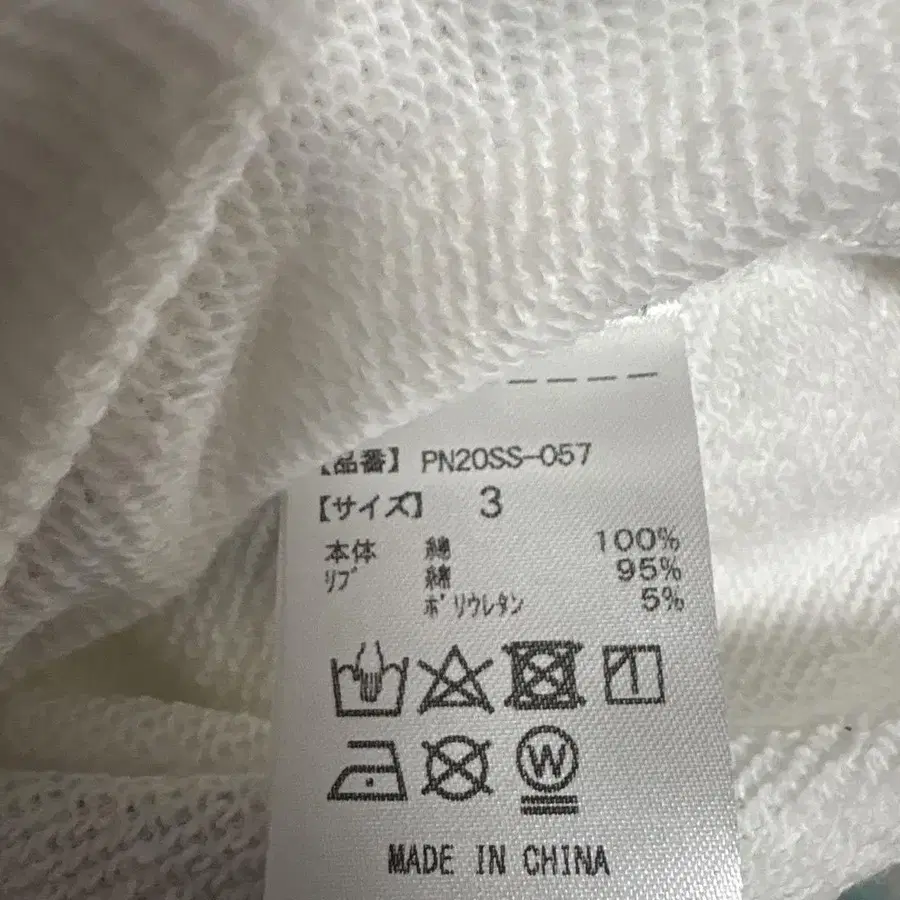 【品番】 PN20SS-057
【サイズ】 3
本体 綿 100%
リブ 綿 95%
ポリウレタン 5%
W
MADE IN CHINA